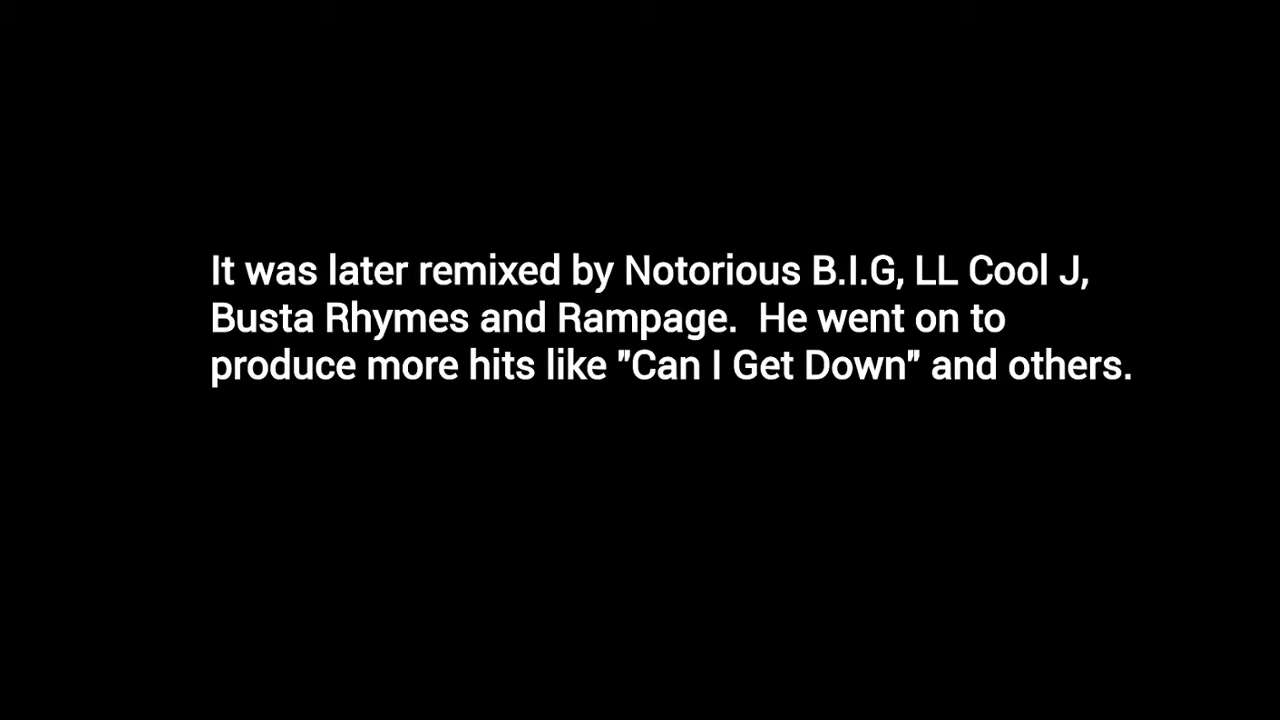 It was later remixed by Notorious B.I.G, LL Cool J,
Busta Rhymes and Rampage.  He went on to
produce more hits like "Can I Get Down" and others.